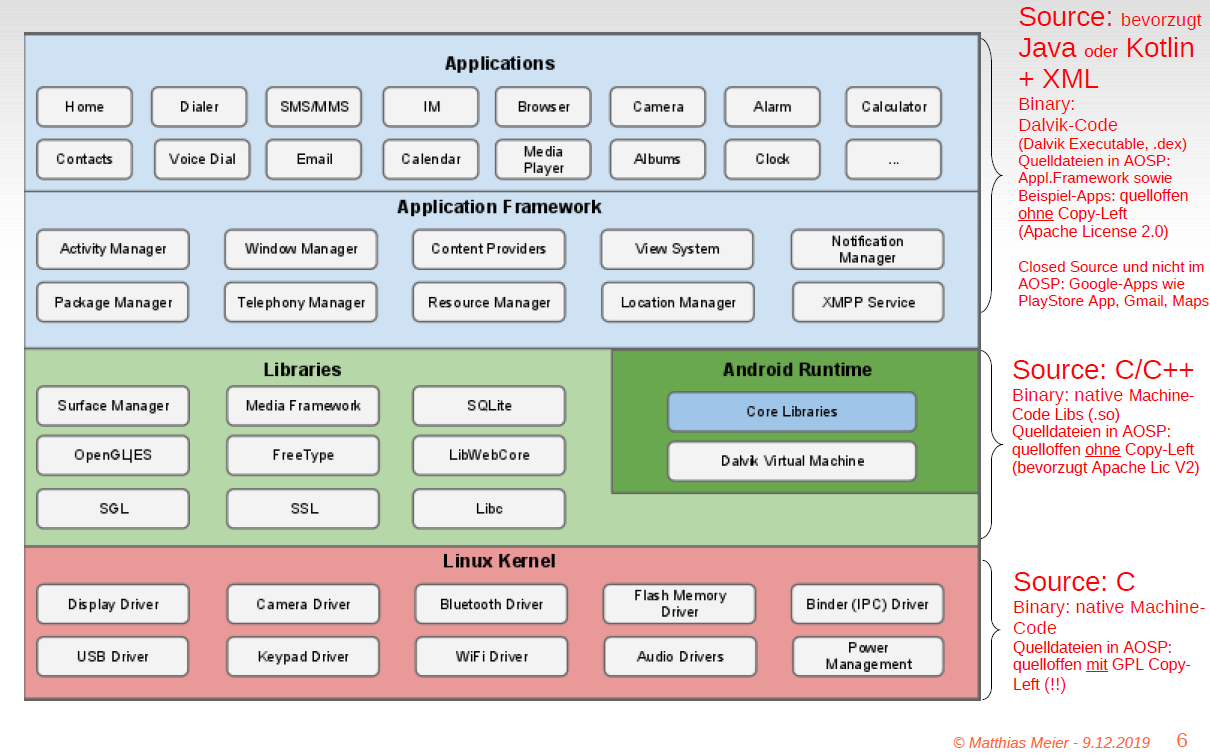 Applications
Home Dialer SMS/MMS IM Browser Camera Alarm Calculator
Contacts Voice Dial Email Calendar Media Player Albums Clock ...
Application Framework
Activity Manager Window Manager Content Providers View System Notification Manager
Package Manager Telephony Manager Resource Manager Location Manager XMPP Service
Libraries
Surface Manager Media Framework SQLite
OpenGL|ES FreeType LibWebCore
SGL SSL Libc
Android Runtime
Core Libraries
Dalvik Virtual Machine
Linux Kernel
Display Driver Camera Driver Bluetooth Driver Flash Memory Driver Binder (IPC) Driver
USB Driver Keypad Driver WiFi Driver Audio Drivers Power Management
Source: bevorzugt
Java oder Kotlin
+ XML
Binary:
Dalvik-Code
(Dalvik Executable, .dex)
Quelldateien in AOSP:
Appl.Framework sowie
Beispiel-Apps: quelloffen
ohne Copy-Left
(Apache License 2.0)
Closed Source und nicht im
AOSP: Google-Apps wie
PlayStore App, Gmail, Maps
Source: C/C++
Binary: native Machine-
Code Libs (.so)
Quelldateien in AOSP:
quelloffen ohne Copy-Left
(bevorzugt Apache Lic V2)
Source: C
Binary: native Machine-
Code
Quelldateien in AOSP:
quelloffen mit GPL Copy-
Left (!!)
© Matthias Meier - 9.12.2019 6